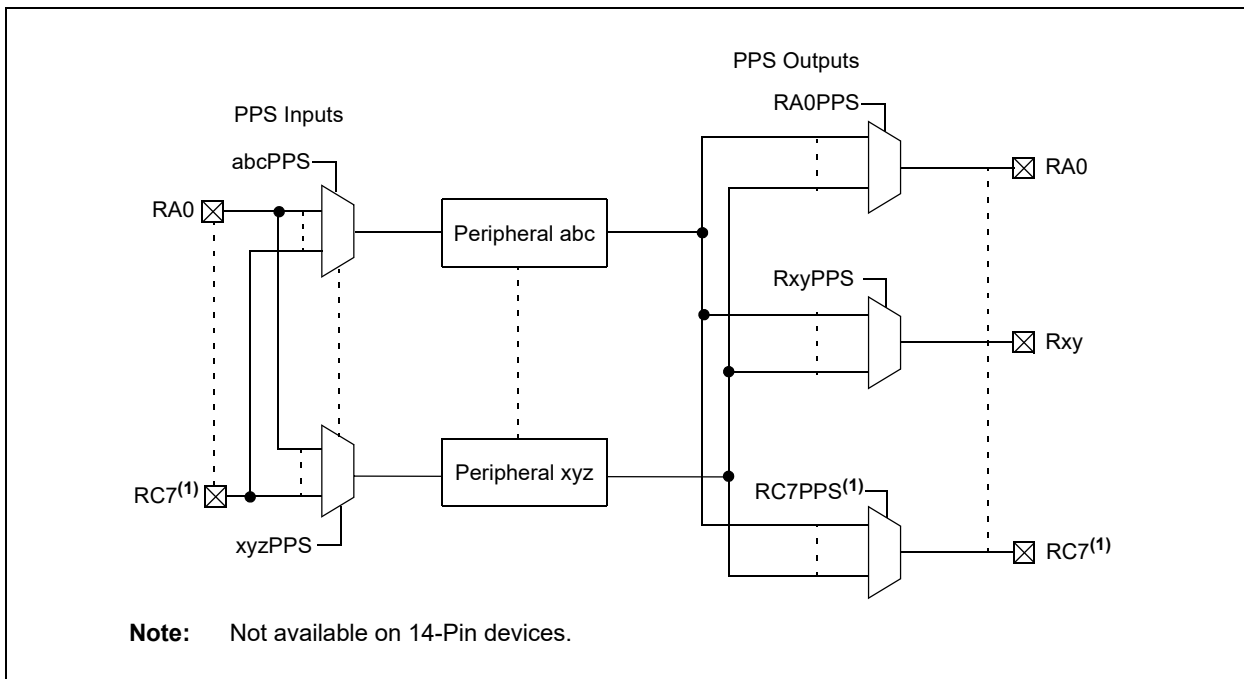 PPS Outputs
RA0PPS
PPS Inputs
abcPPS
RA0
Peripheral abc
RA0
RxyPPS
Rxy
Peripheral xyz
RC7(1)
RC7PPS(1)
xyzPPS
RC7(1)
Note: Not available on 14-Pin devices.